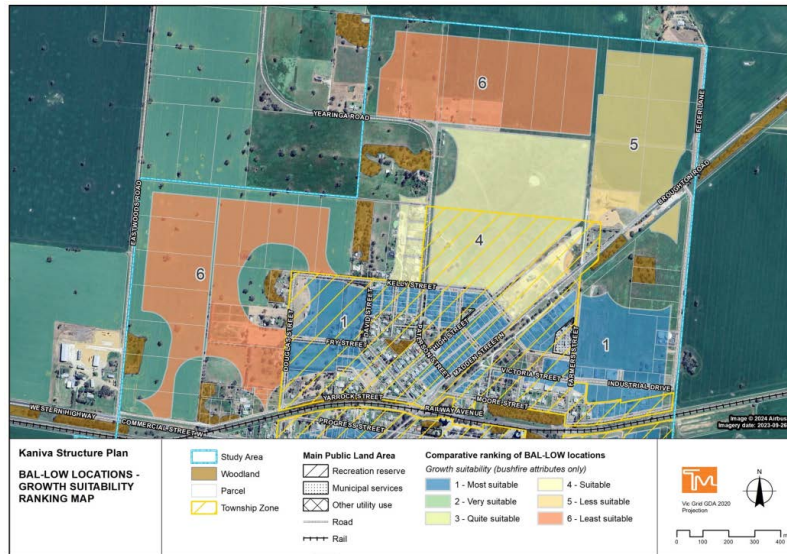 6
YEARINGA ROAD
FEDERI LANE
5
BROUGHTON ROAD
EASTWOODS ROAD
4
6
KELLY STREET
DAVID STREET
1
FRY STREET
DOUGLAS STREET
HIGH STREET
MADDEN STREET N
FARMERS STREET
1
VICTORIA STREET
INDUSTRIAL DRIVE
YARROCK STREET
MOORE STREET
RAILWAY AVENUE
WESTERN HIGHWAY
COMMERCIAL STREET W
PROGRESS STREET
Image © 2024 Airbus
Imagery date: 2023-09-26
Kaniva Structure Plan
BAL-LOW LOCATIONS -
GROWTH SUITABILITY
RANKING MAP
Study Area
Woodland
Parcel
Township Zone
Main Public Land Area
Recreation reserve
Municipal services
Other utility use
Road
Rail
Comparative ranking of BAL-LOW locations
Growth suitability (bushfire attributes only)
1 - Most suitable
2 - Very suitable
3 - Quite suitable
4 - Suitable
5 - Less suitable
6 - Least suitable
TM
Vic Grid GDA 2020
Projection
N
0 100 200 300 400 m